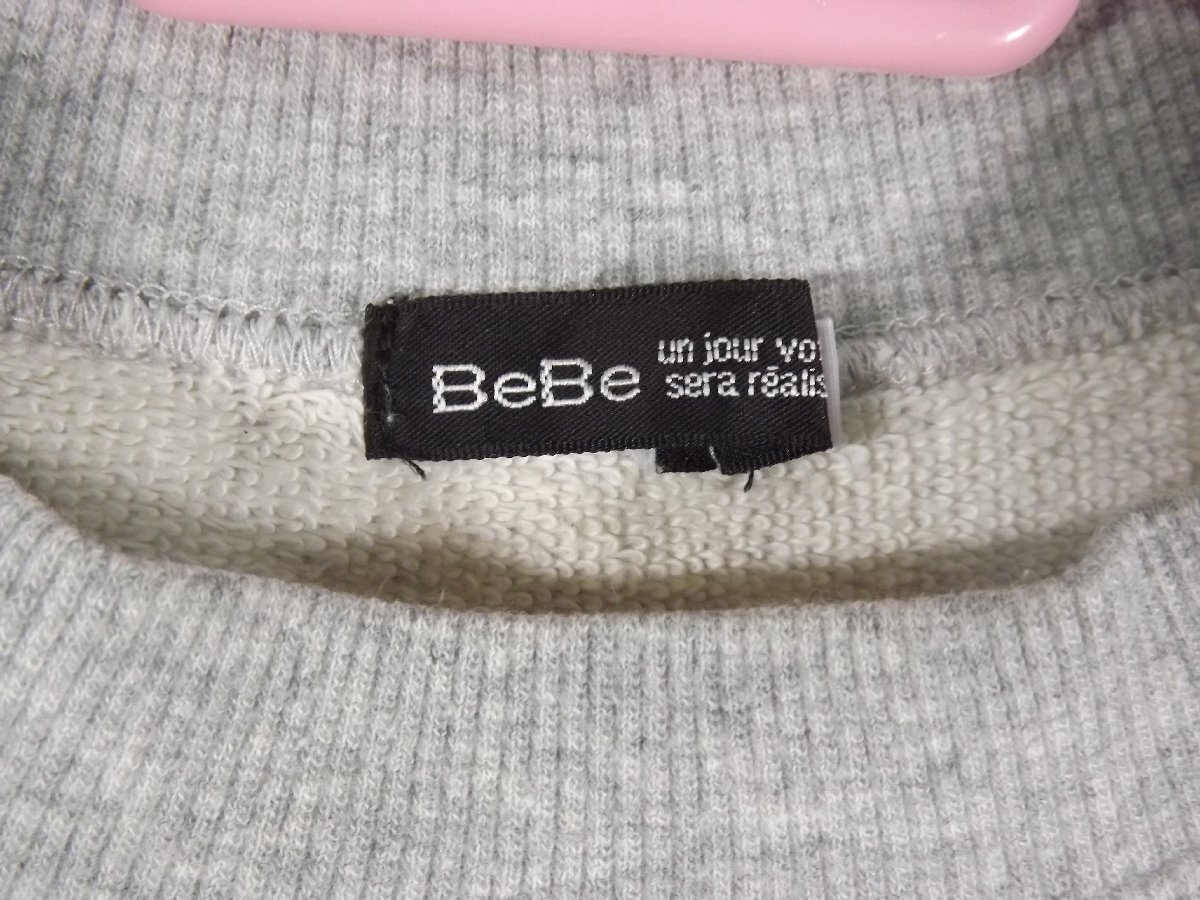 BeBe
un jour vo
sera réalis